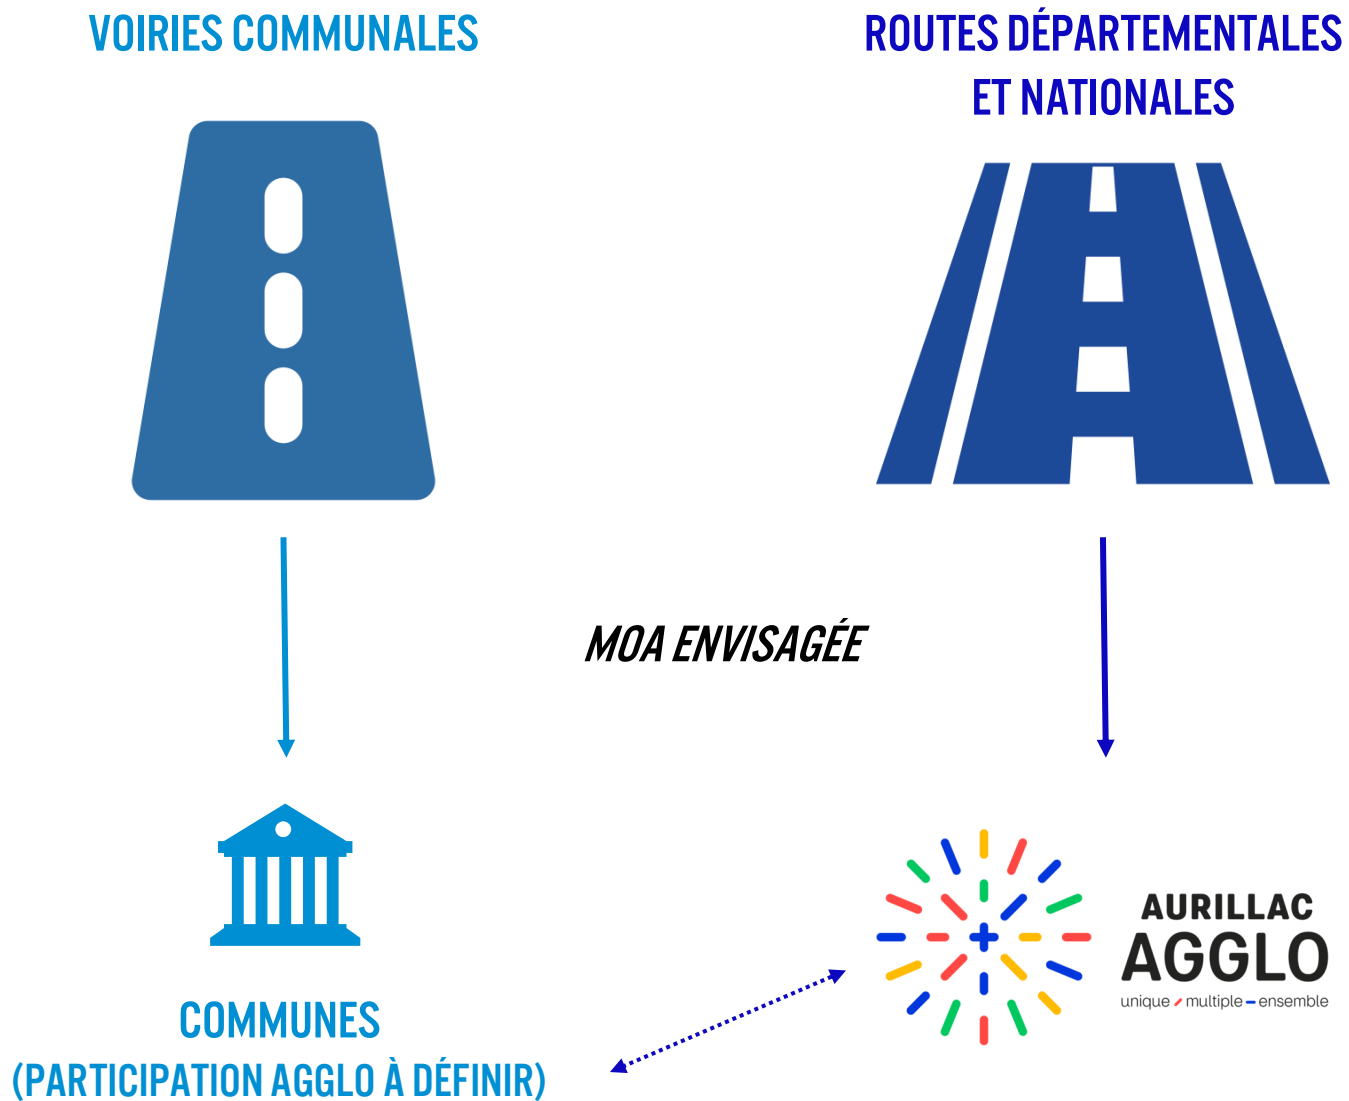 VOIRIES COMMUNALES
ROUTES DÉPARTEMENTALES
ET NATIONALES
MOA ENVISAGÉE
COMMUNES
(PARTICIPATION AGGLO À DÉFINIR)
AURILLAC
AGGLO
unique / multiple – ensemble